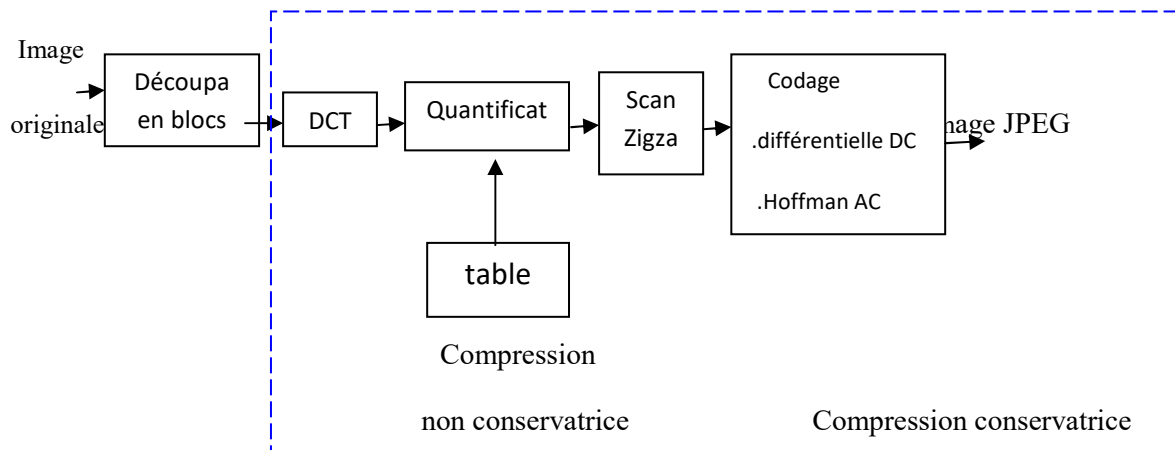 Image
originale
Découpa
en blocs
DCT
Quantificat
Scan
Zigza
Codage
.différentielle DC
.Hoffman AC
mage JPEG
table
Compression
non conservatrice
Compression conservatrice